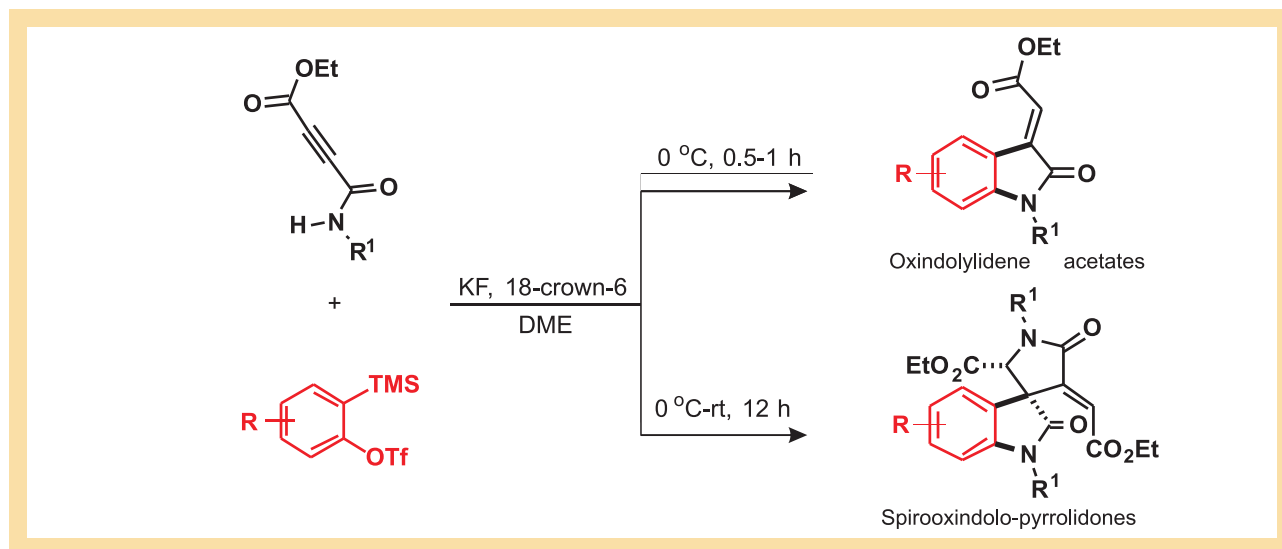 OEt
O
O
H
N
R¹
+
R
TMS
OTf
KF, 18-crown-6
DME
0 °C, 0.5-1 h
0 °C-rt, 12 h
OEt
O
R
O
N
R¹
Oxindolylidene acetates
R¹
N
O
EtO₂C
R
O
N
CO₂Et
R¹
Spirooxindolo-pyrrolidones